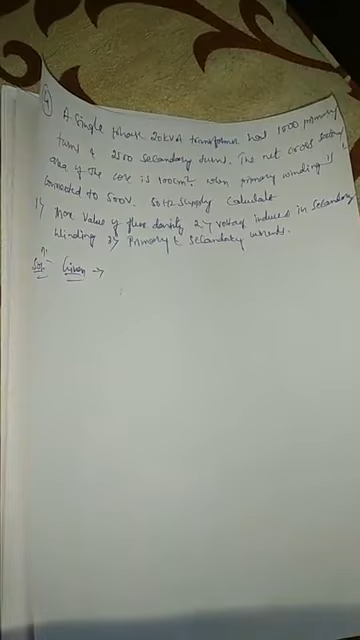 4
A single phase 20kVA transformer has 1000 primary
turns & 2500 secondary turns. The net cross section
area of the core is 100cm². when primary winding is
connected to 500V. 50Hz supply calculate
1) Max value of flux density 2) voltage induced in Secondary
winding 3) Primary & Secondary currents.
Solⁿ:- Given →